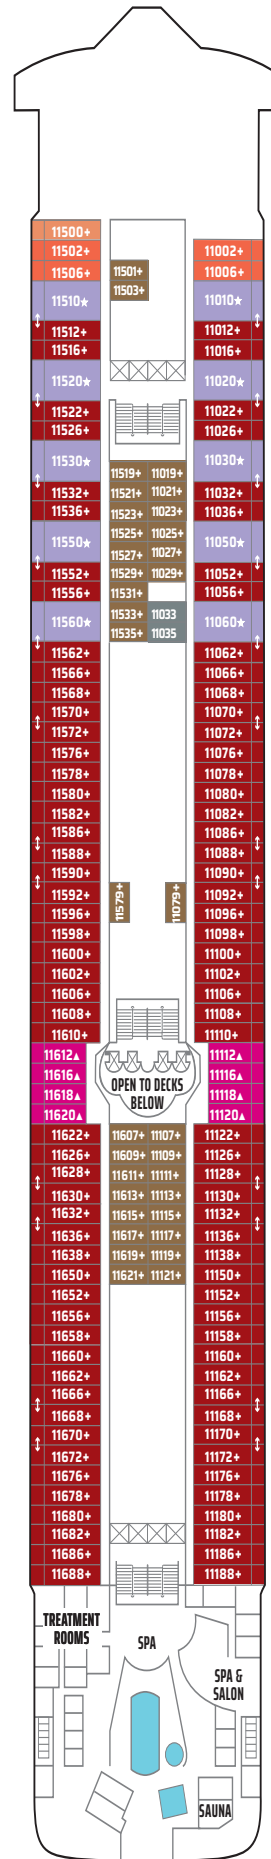 11500+
11502+ 11002+
11506+ 11501+ 11006+
11503+
11510★ 11010★
11512+ 11012+
11516+ 11016+
11520★ 11020★
11522+ 11022+
11526+ 11026+
11530★ 11030★
11519+ 11019+
11532+ 11521+ 11021+ 11032+
11536+ 11523+ 11023+ 11036+
11550★ 11525+ 11025+ 11050★
11527+ 11027+
11552+ 11529+ 11029+ 11052+
11556+ 11531+ 11056+
11560★ 11533+ 11033 11060★
11535+ 11035
11562+ 11062+
11566+ 11066+
11568+ 11068+
11570+ 11070+
11572+ 11072+
11576+ 11076+
11578+ 11078+
11580+ 11080+
11582+ 11082+
11586+ 11086+
11588+ 11088+
11590+ 11090+
11592+ 11579+ 11079+ 11092+
11596+ 11096+
11598+ 11098+
11600+ 11100+
11602+ 11102+
11606+ 11106+
11608+ 11108+
11610+ 11110+
11612▲ 11112▲
11616▲ 11116▲
11618▲ 11118▲
11620▲ 11120▲
OPEN TO DECKS
BELOW
11622+ 11607+ 11107+ 11122+
11626+ 11609+ 11109+ 11126+
11628+ 11611+ 11111+ 11128+
11630+ 11613+ 11113+ 11130+
11632+ 11615+ 11115+ 11132+
11636+ 11617+ 11117+ 11136+
11638+ 11619+ 11119+ 11138+
11650+ 11621+ 11121+ 11150+
11652+ 11152+
11656+ 11156+
11658+ 11158+
11660+ 11160+
11662+ 11162+
11666+ 11166+
11668+ 11168+
11670+ 11170+
11672+ 11172+
11676+ 11176+
11678+ 11178+
11680+ 11180+
11682+ 11182+
11686+ 11186+
11688+ 11188+
TREATMENT
ROOMS
SPA
SPA &
SALON
SAUNA